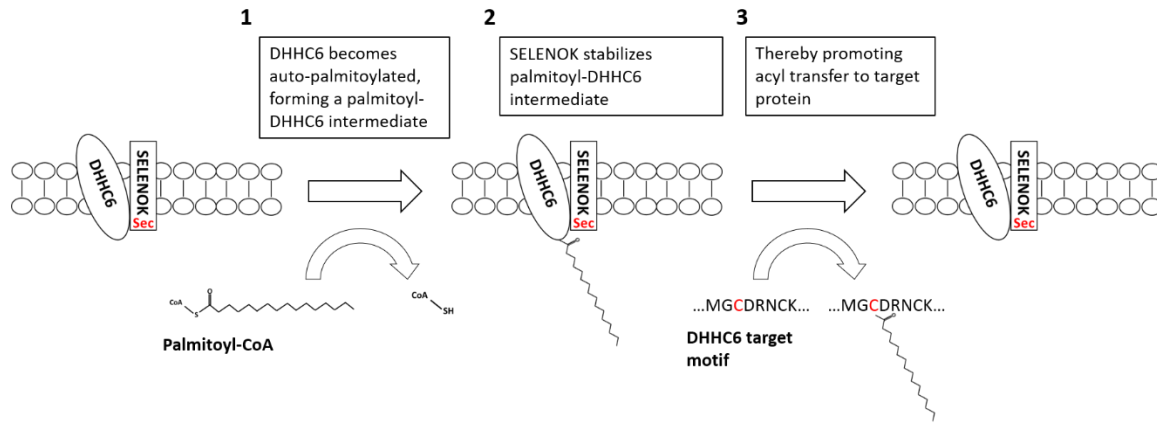 1
DHHC6 becomes
auto-palmitoylated,
forming a palmitoyl-
DHHC6 intermediate
2
SELENOK stabilizes
palmitoyl-DHHC6
intermediate
3
Thereby promoting
acyl transfer to target
protein
DHHC6
SELENOK
Sec
DHHC6
SELENOK
Sec
DHHC6
SELENOK
Sec
CoA
S
O
Palmitoyl-CoA
CoA
SH
...MGCDRNCK...
DHHC6 target
motif
...MGCDRNCK...